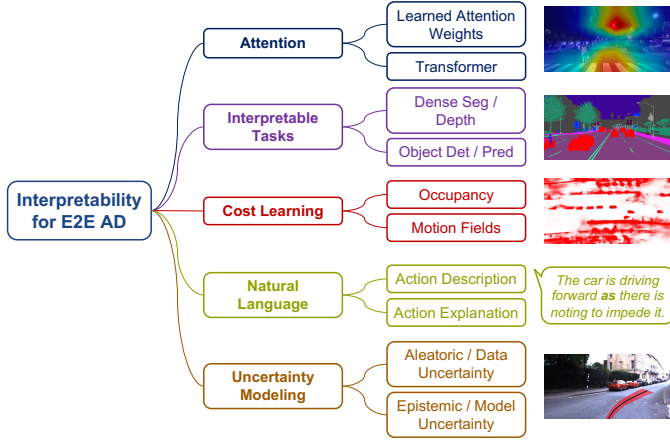 Interpretability
for E2E AD
Attention
Learned Attention
Weights
Transformer
Interpretable
Tasks
Dense Seg /
Depth
Object Det / Pred
Cost Learning
Occupancy
Motion Fields
Natural
Language
Action Description
Action Explanation
The car is driving
forward as there is
noting to impede it.
Uncertainty
Modeling
Aleatoric / Data
Uncertainty
Epistemic / Model
Uncertainty